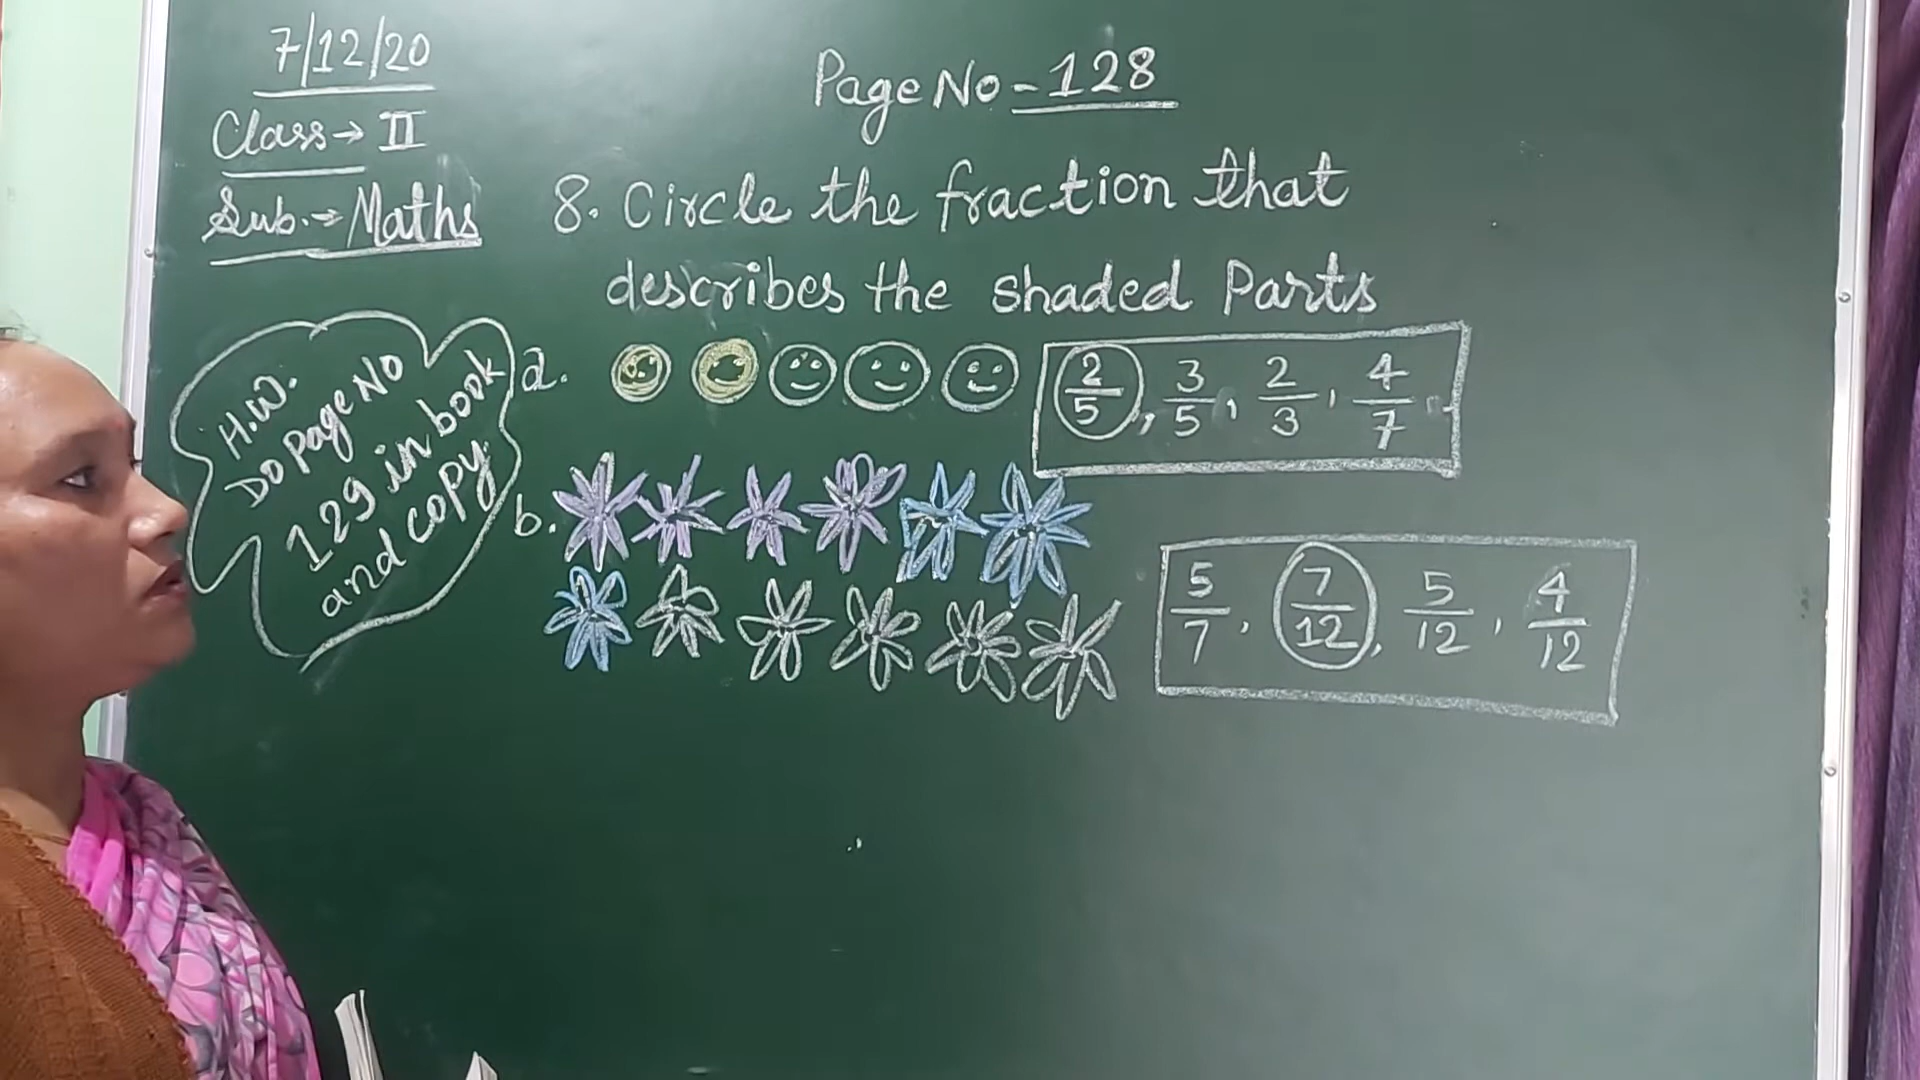 7/12/20
Class→ II
Sub.→ Maths
Page No - 128
8. Circle the fraction that
describes the shaded Parts
H.W.
Do Page No
129 in book
and copy
a.
2/5, 3/5, 2/3, 4/7
b.
5/7, 7/12, 5/12, 4/12